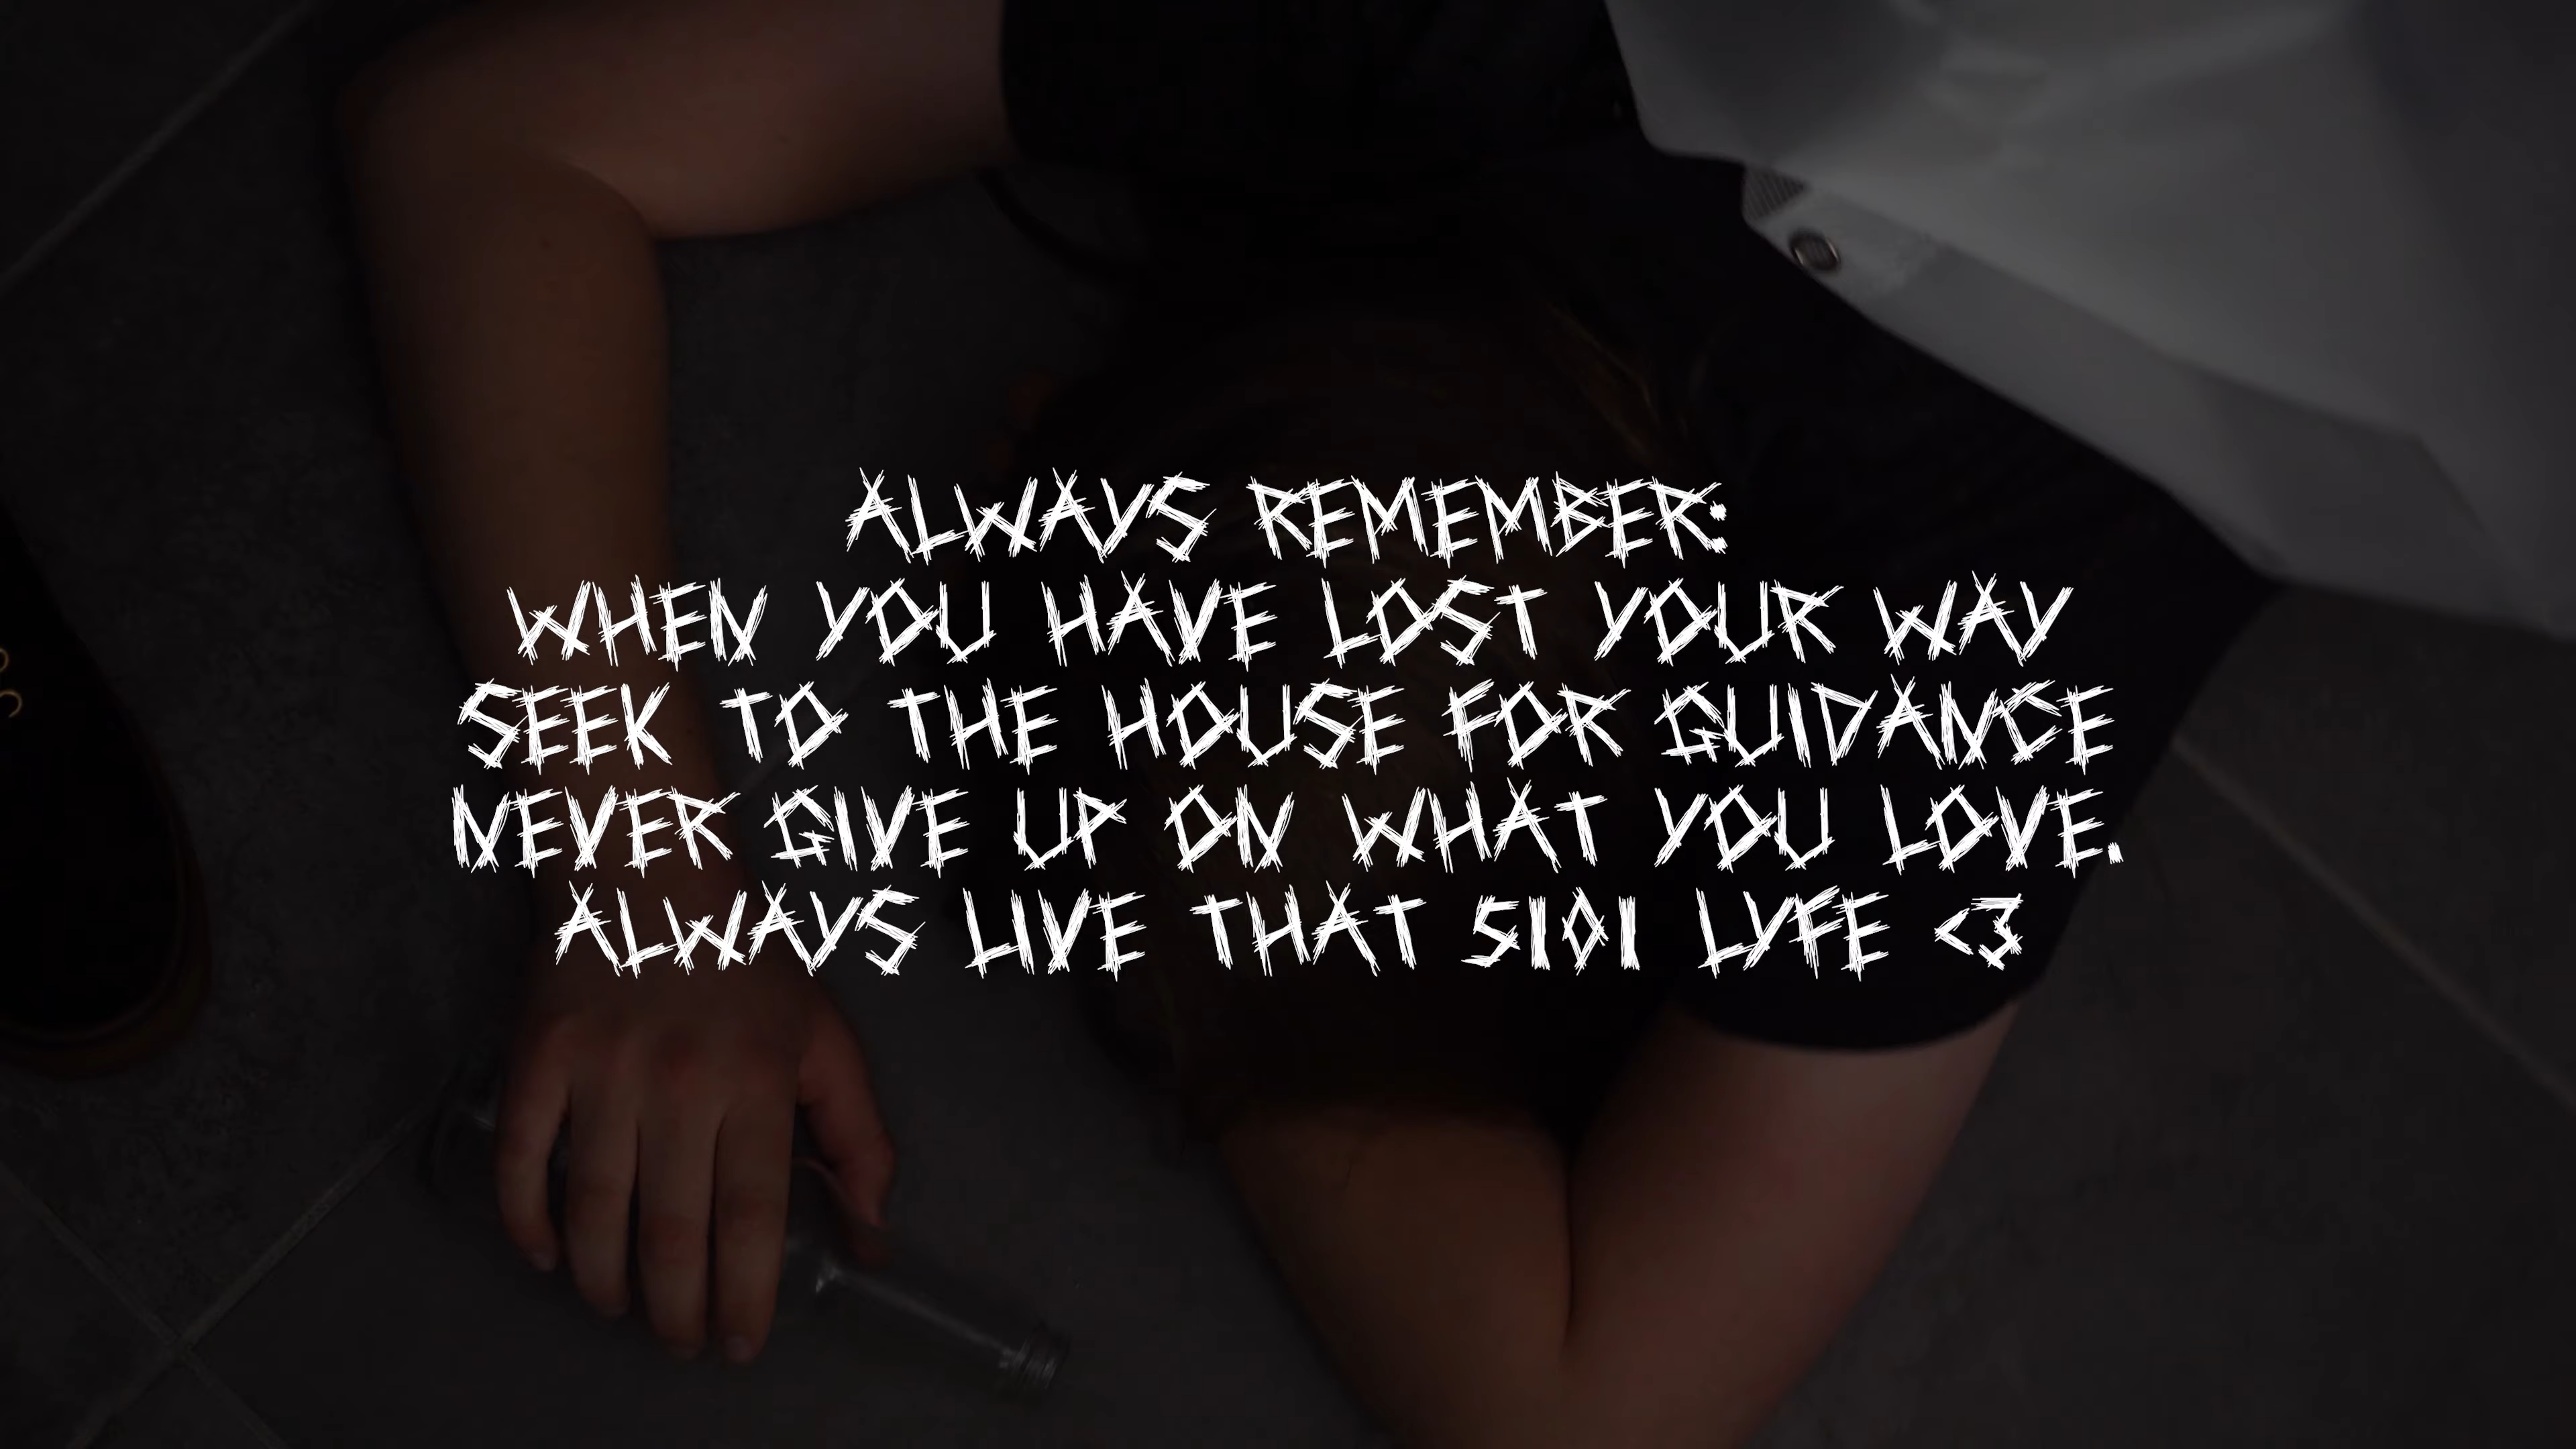 ALWAYS REMEMBER:
WHEN YOU HAVE LOST YOUR WAY
SEEK TO THE HOUSE FOR GUIDANCE
NEVER GIVE UP ON WHAT YOU LOVE.
ALWAYS LIVE THAT 5101 LYFE <3